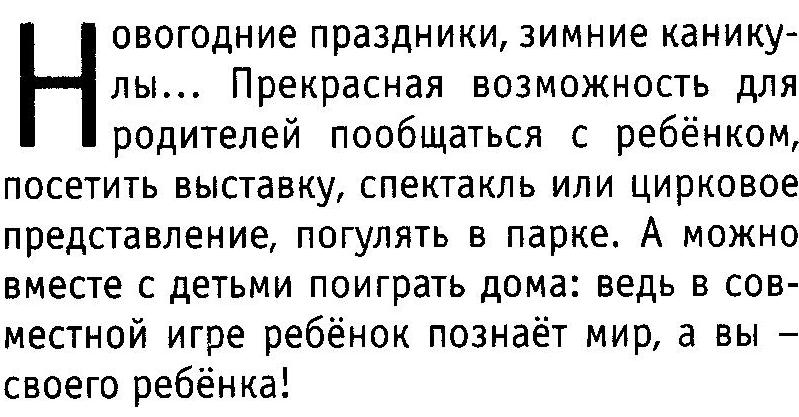 Новогодние праздники, зимние канику-
лы... Прекрасная возможность для
родителей пообщаться с ребёнком,
посетить выставку, спектакль или цирковое
представление, погулять в парке. А можно
вместе с детьми поиграть дома: ведь в сов-
местной игре ребёнок познаёт мир, а вы –
своего ребёнка!